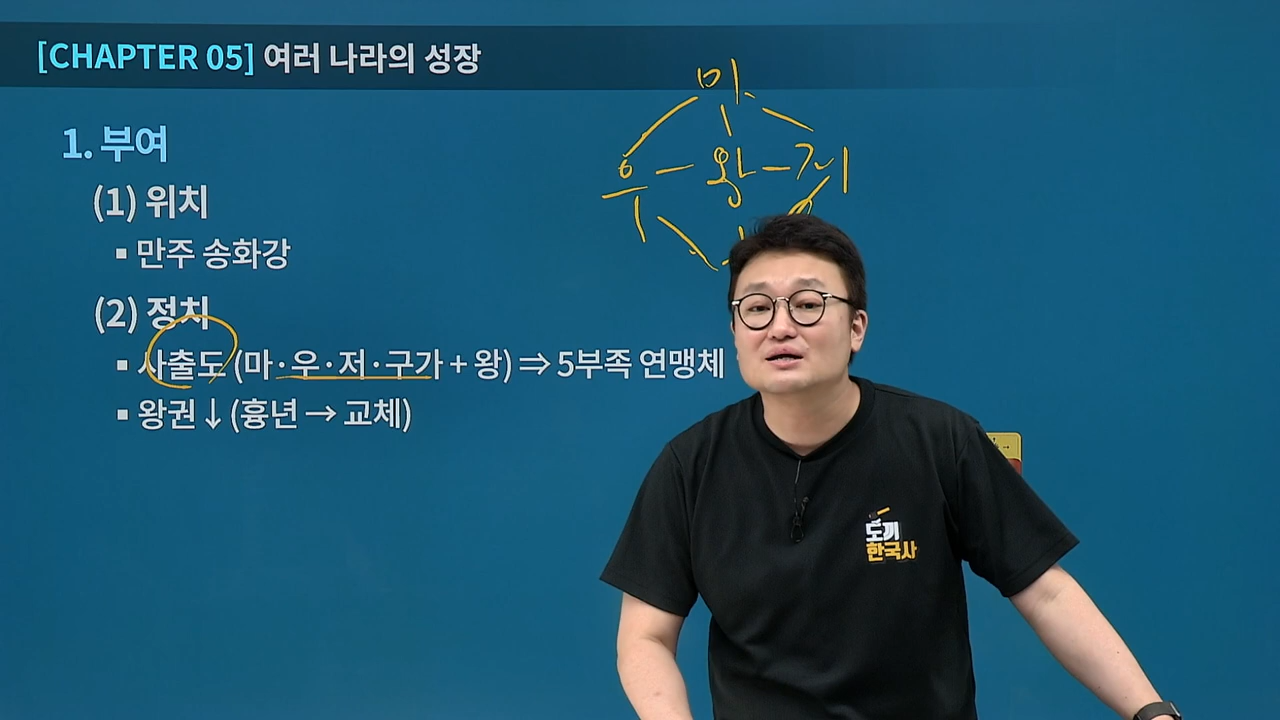 [CHAPTER 05] 여러 나라의 성장
마
1. 부여
우 왕 저
(1) 위치
▪ 만주 송화강
(2) 정치
▪ 사출도 (마·우·저·구가 + 왕) ⇒ 5부족 연맹체
▪ 왕권 ↓ (흉년 → 교체)
도끼
한국사